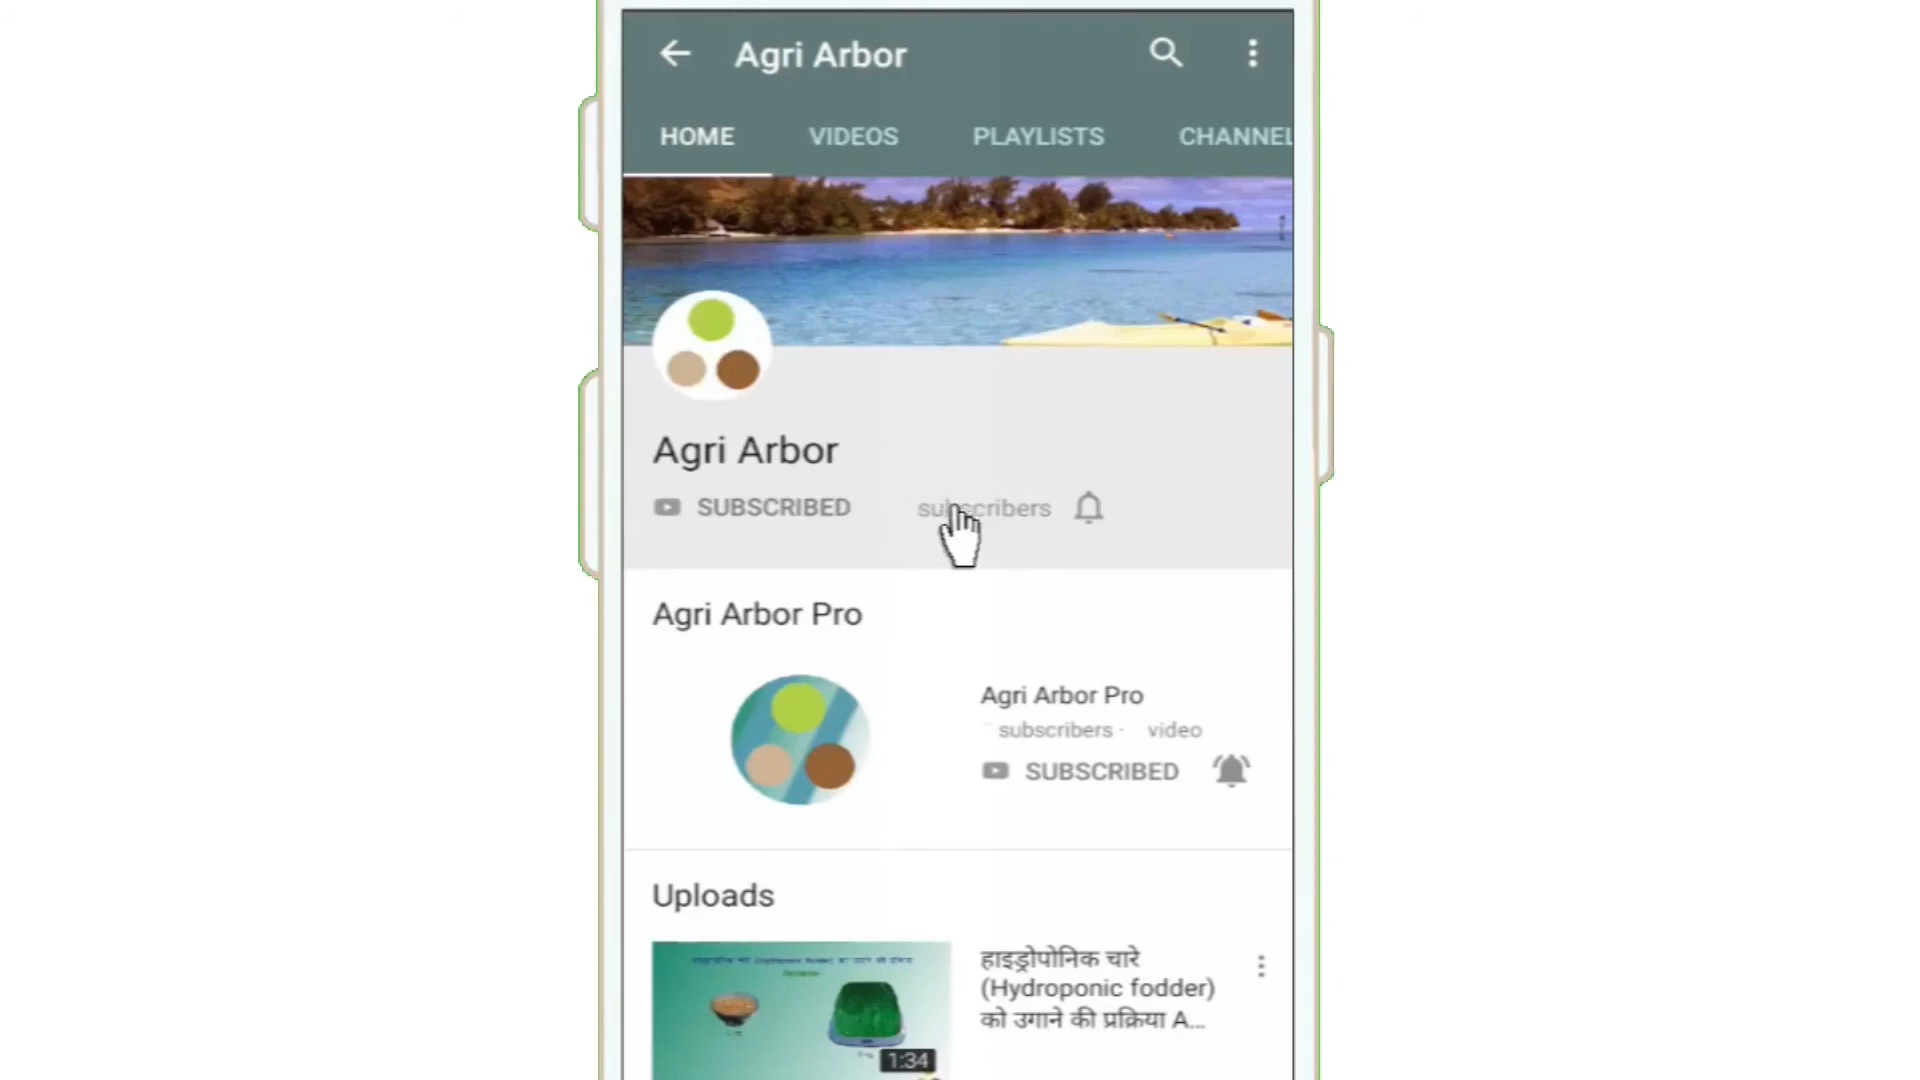 Agri Arbor
HOME VIDEOS PLAYLISTS CHANNEL
Agri Arbor
SUBSCRIBED subscribers
Agri Arbor Pro
Agri Arbor Pro
subscribers · video
SUBSCRIBED
Uploads
हाइड्रोपोनिक चारे
(Hydroponic fodder)
को उगाने की प्रक्रिया A...
1:34